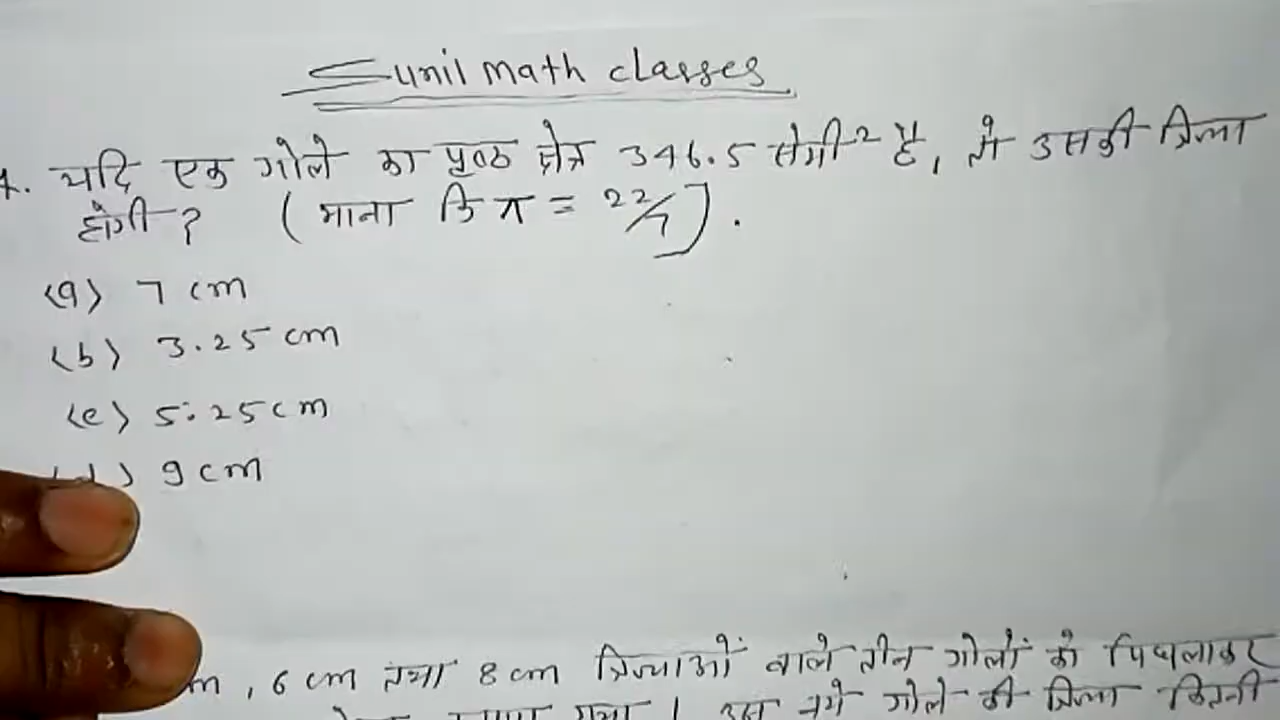 Sunil math classes
1. यदि एक गोले का पृष्ठ क्षेत्र 346.5 सेमी² है, तो उसकी त्रिज्या
होगी ? ( माना कि π = 22/7 ) .
(a) 7 cm
(b) 3.25 cm
(c) 5.25 cm
(d) 9 cm
m , 6 cm तथा 8 cm त्रिज्याओं वाले तीन गोलों को पिघलाकर
गया । उस नये गोले की त्रिज्या कितनी